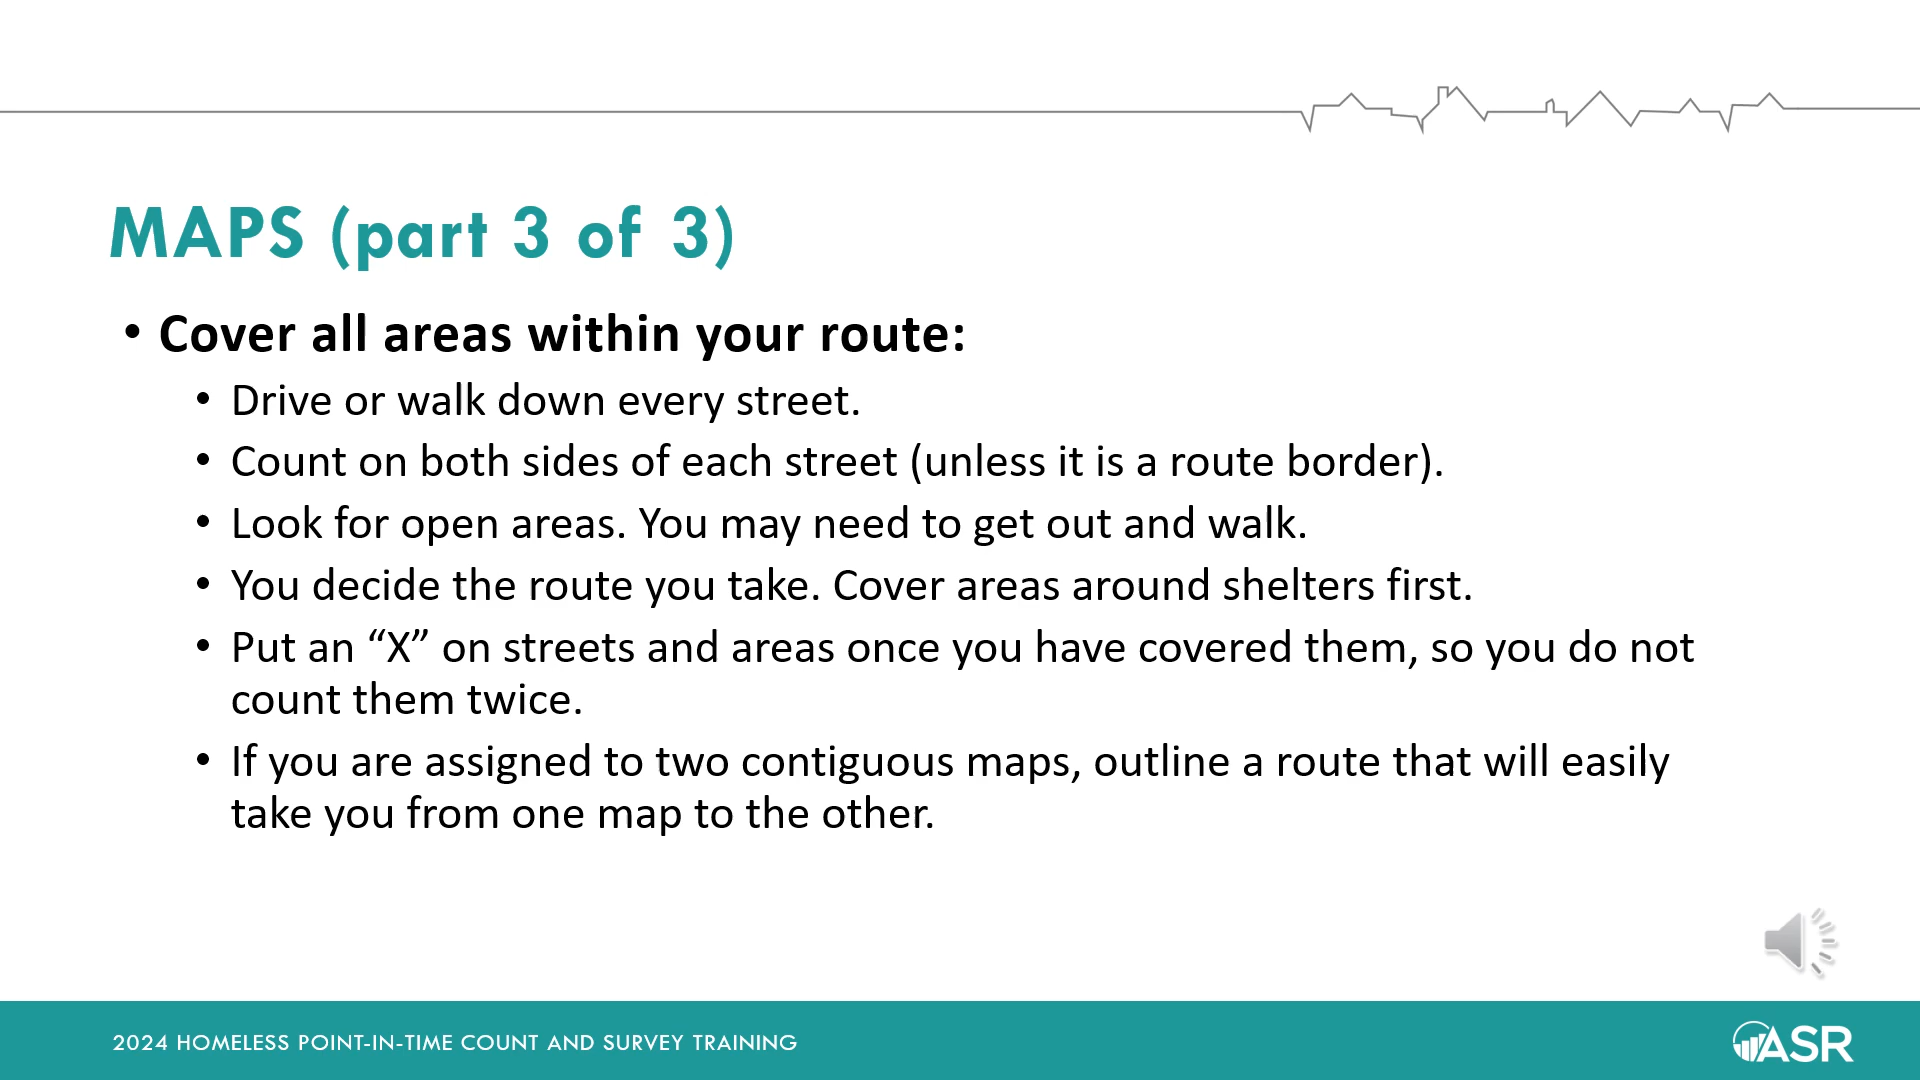 MAPS (part 3 of 3)
• Cover all areas within your route:
• Drive or walk down every street.
• Count on both sides of each street (unless it is a route border).
• Look for open areas. You may need to get out and walk.
• You decide the route you take. Cover areas around shelters first.
• Put an “X” on streets and areas once you have covered them, so you do not
count them twice.
• If you are assigned to two contiguous maps, outline a route that will easily
take you from one map to the other.
2024 HOMELESS POINT-IN-TIME COUNT AND SURVEY TRAINING
ASR